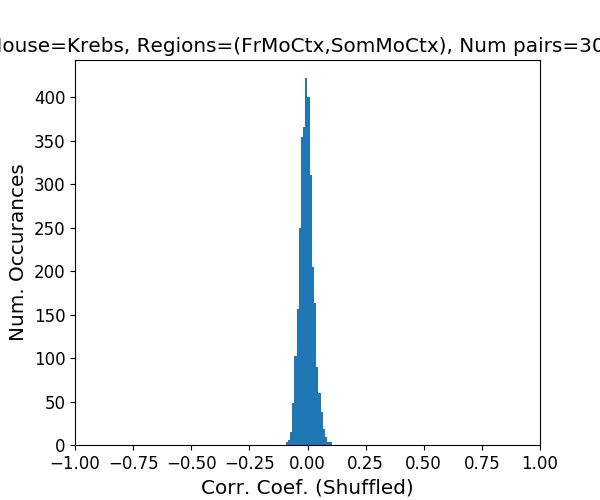 Mouse=Krebs, Regions=(FrMoCtx,SomMoCtx), Num pairs=30
400
350
300
250
200
150
100
50
0
Num. Occurances
−1.00 −0.75 −0.50 −0.25 0.00 0.25 0.50 0.75 1.00
Corr. Coef. (Shuffled)